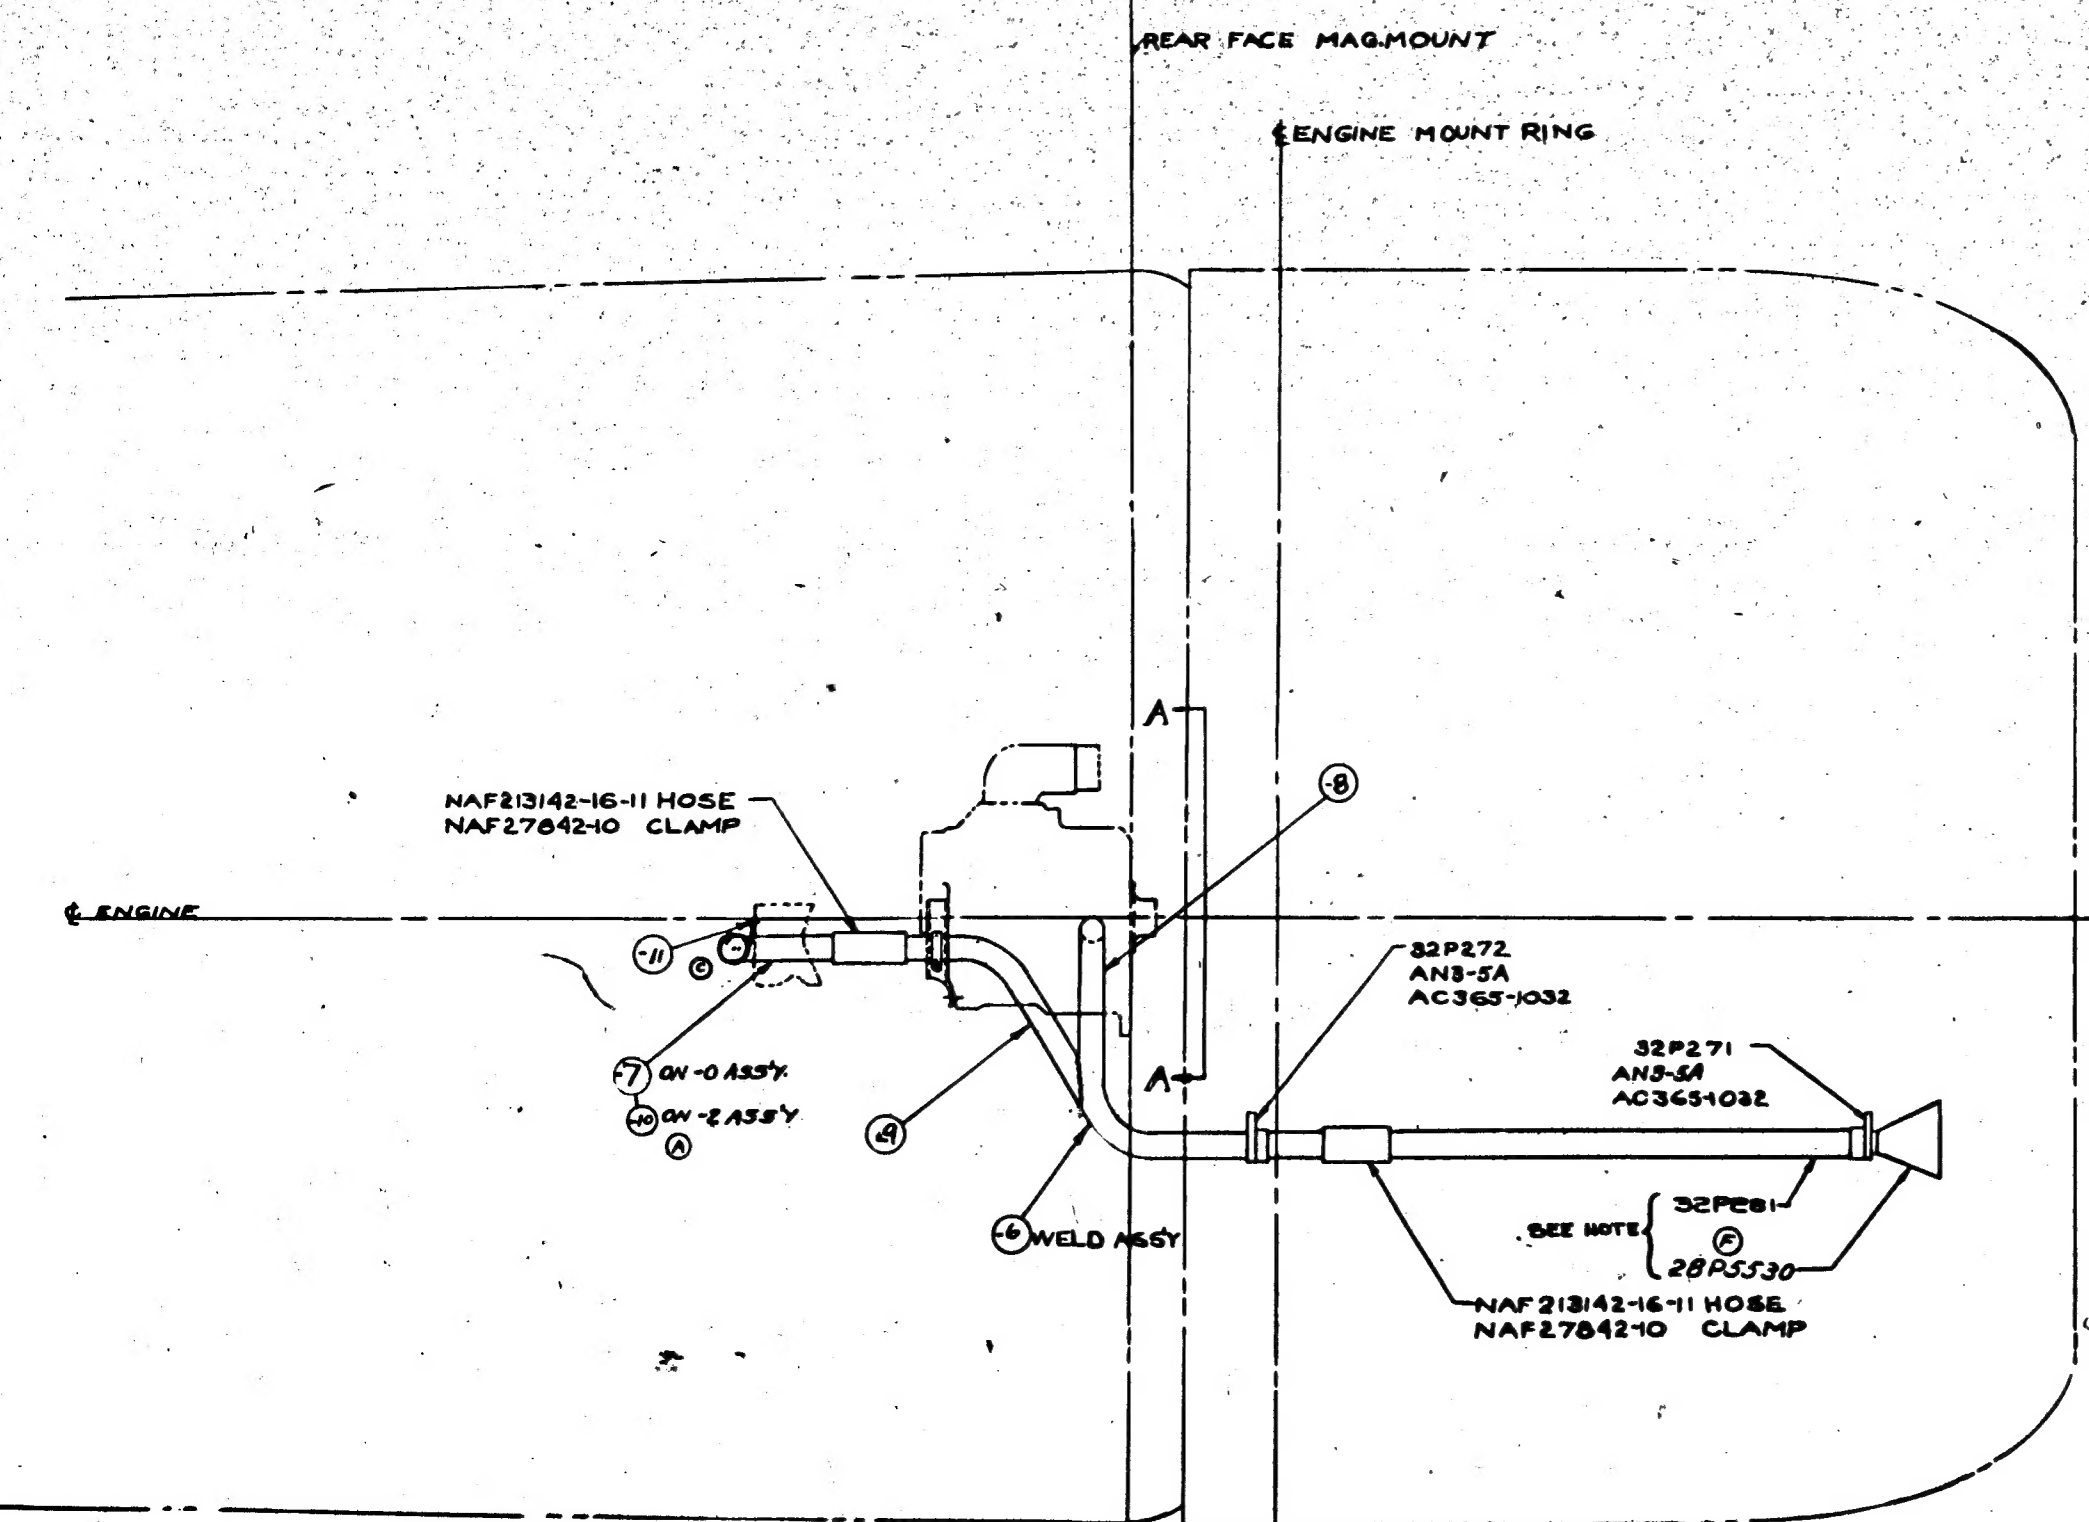 REAR FACE MAG. MOUNT
℄ ENGINE MOUNT RING
A
-8
NAF213142-16-11 HOSE
NAF27842-10 CLAMP
℄ ENGINE
-11
C
32P272
AN3-5A
AC365-1032
32P271
AN3-5A
AC365-1032
A
-7 ON -0 ASS'Y.
-10 ON -2 ASS'Y
A
-9
-6 WELD ASS'Y
SEE NOTE
32P281
F
28P5530
NAF213142-16-11 HOSE
NAF27842-10 CLAMP